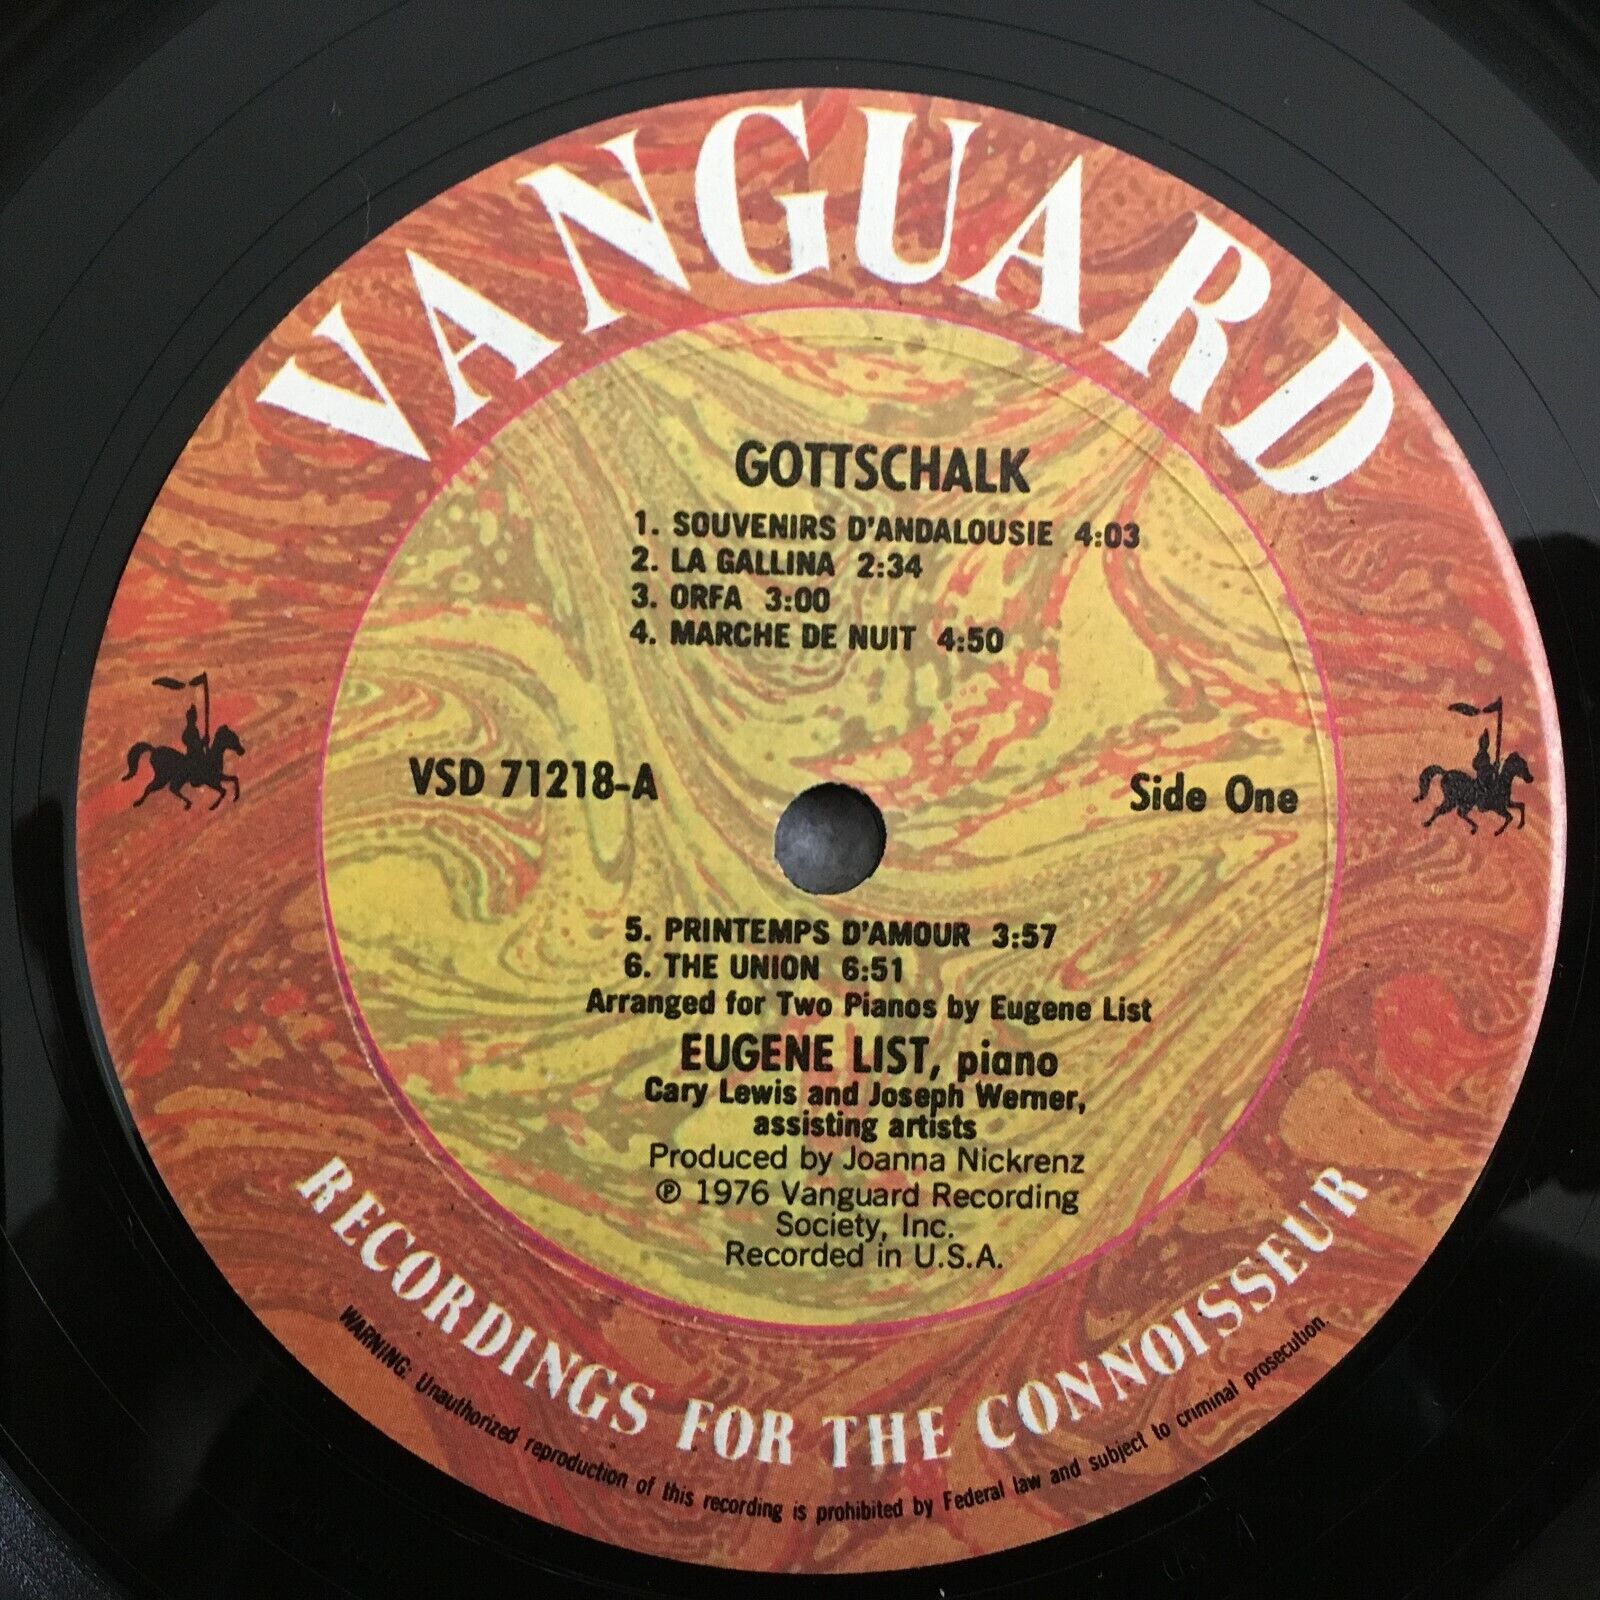 VANGUARD
GOTTSCHALK
1. SOUVENIRS D'ANDALOUSIE 4:03
2. LA GALLINA 2:34
3. ORFA 3:00
4. MARCHE DE NUIT 4:50
VSD 71218-A
Side One
5. PRINTEMPS D'AMOUR 3:57
6. THE UNION 6:51
Arranged for Two Pianos by Eugene List
EUGENE LIST, piano
Cary Lewis and Joseph Werner,
assisting artists
Produced by Joanna Nickrenz
℗ 1976 Vanguard Recording
Society, Inc.
Recorded in U.S.A.
RECORDINGS FOR THE CONNOISSEUR
WARNING: Unauthorized reproduction of this recording is prohibited by Federal law and subject to criminal prosecution.